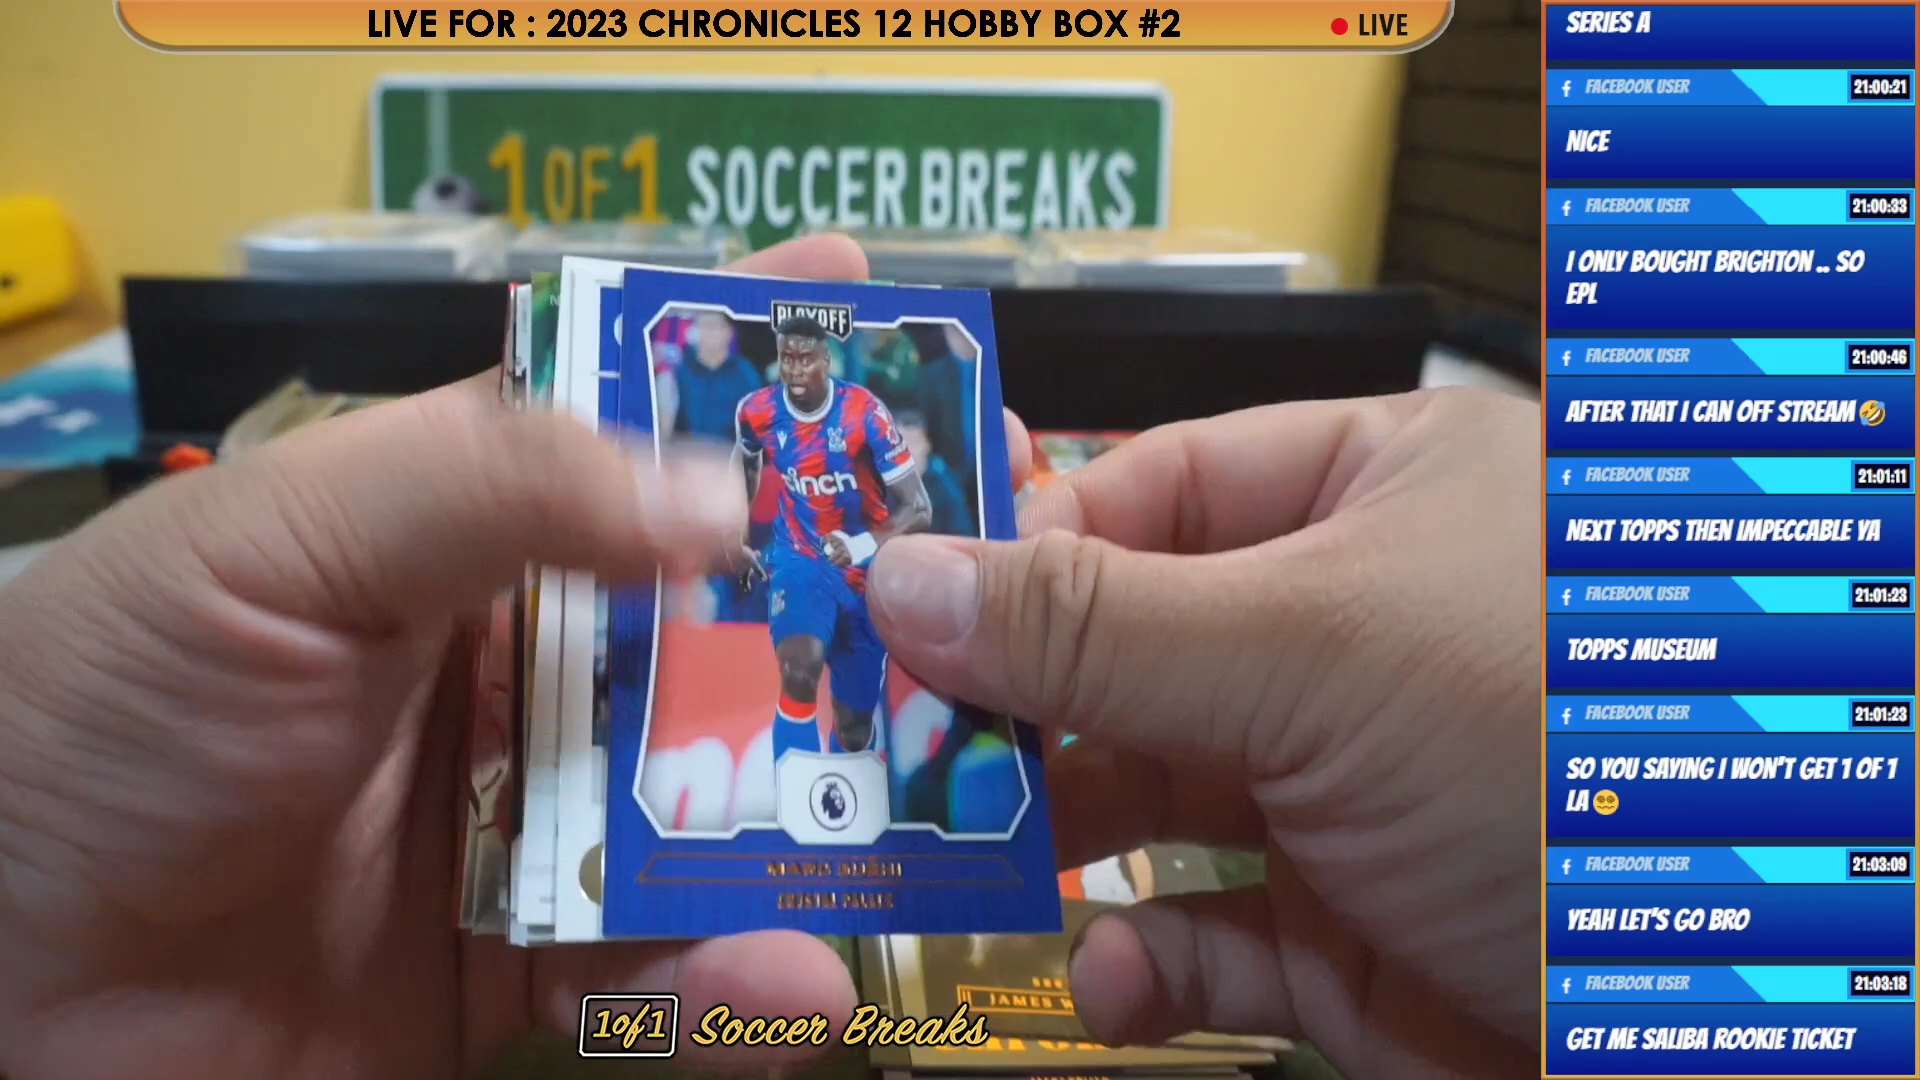 LIVE FOR : 2023 CHRONICLES 12 HOBBY BOX #2
LIVE
1 OF 1 SOCCER BREAKS
PLAYOFF
cinch
CRYSTAL PALACE
JAMES
1of1 Soccer Breaks
SERIES A
FACEBOOK USER 21:00:21
NICE
FACEBOOK USER 21:00:33
I ONLY BOUGHT BRIGHTON .. SO
EPL
FACEBOOK USER 21:00:46
AFTER THAT I CAN OFF STREAM🤣
FACEBOOK USER 21:01:11
NEXT TOPPS THEN IMPECCABLE YA
FACEBOOK USER 21:01:23
TOPPS MUSEUM
FACEBOOK USER 21:01:23
SO YOU SAYING I WON'T GET 1 OF 1
LA😵‍💫
FACEBOOK USER 21:03:09
YEAH LET'S GO BRO
FACEBOOK USER 21:03:18
GET ME SALIBA ROOKIE TICKET